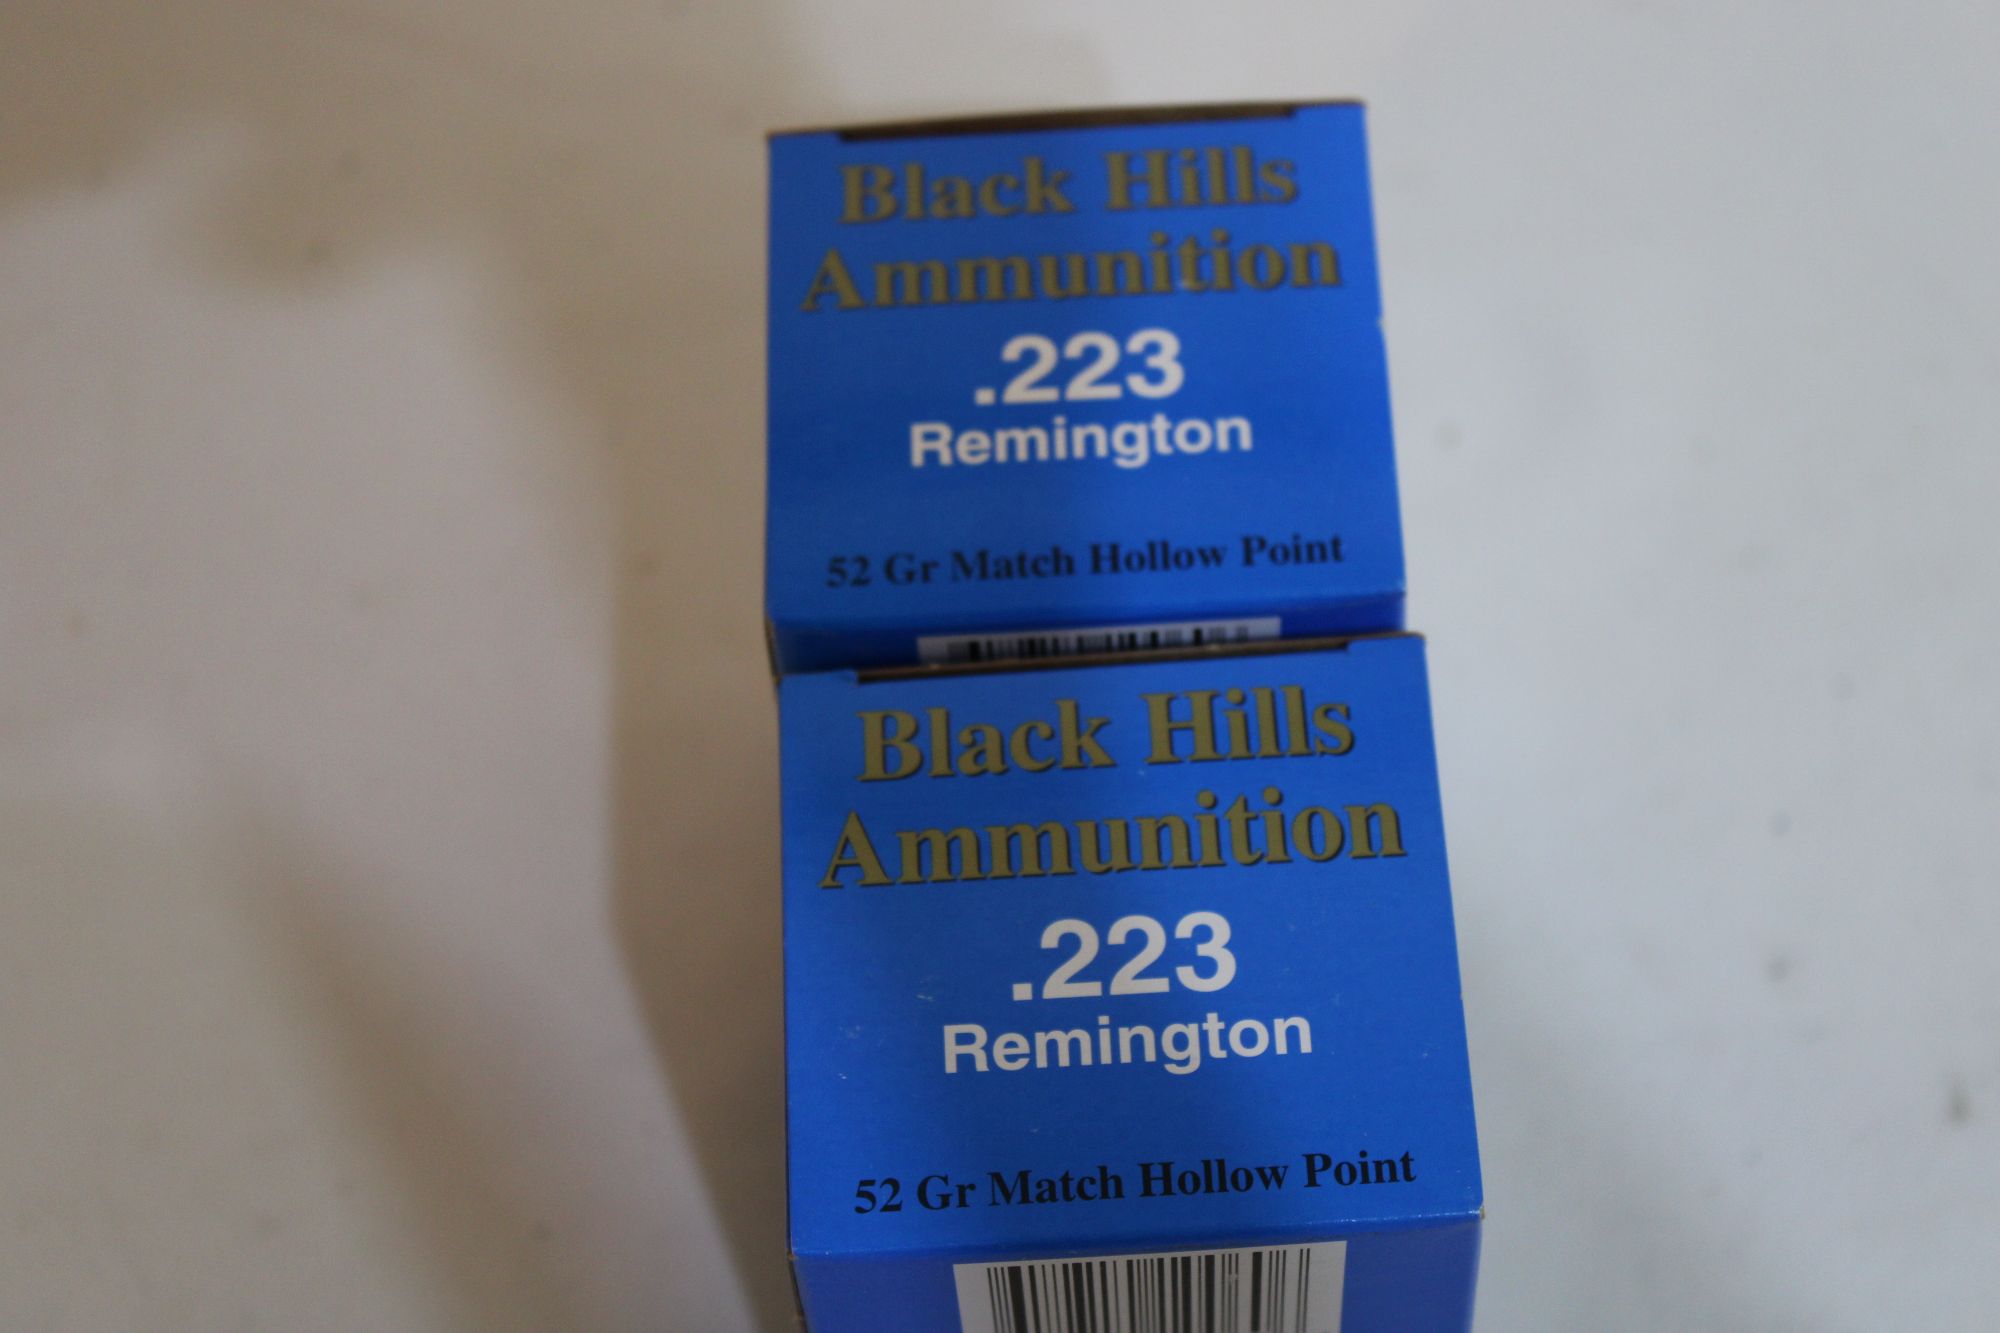 Black Hills
Ammunition
.223
Remington
52 Gr Match Hollow Point
Black Hills
Ammunition
.223
Remington
52 Gr Match Hollow Point